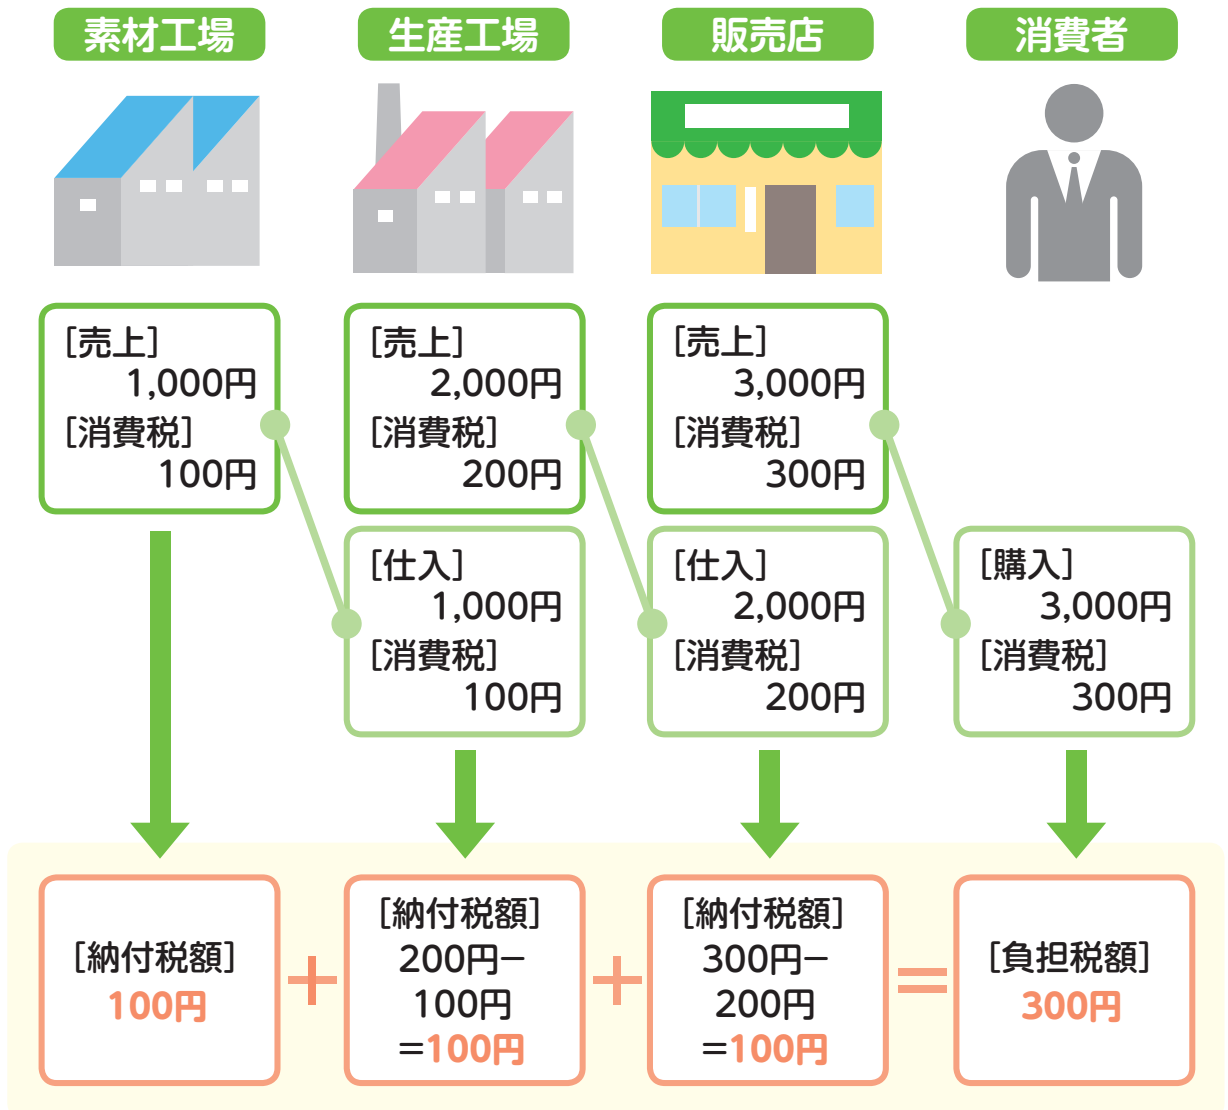 素材工場
生産工場
販売店
消費者
[売上]
1,000円
[消費税]
100円
[売上]
2,000円
[消費税]
200円
[売上]
3,000円
[消費税]
300円
[仕入]
1,000円
[消費税]
100円
[仕入]
2,000円
[消費税]
200円
[購入]
3,000円
[消費税]
300円
[納付税額]
100円
+
[納付税額]
200円−
100円
=100円
+
[納付税額]
300円−
200円
=100円
=
[負担税額]
300円